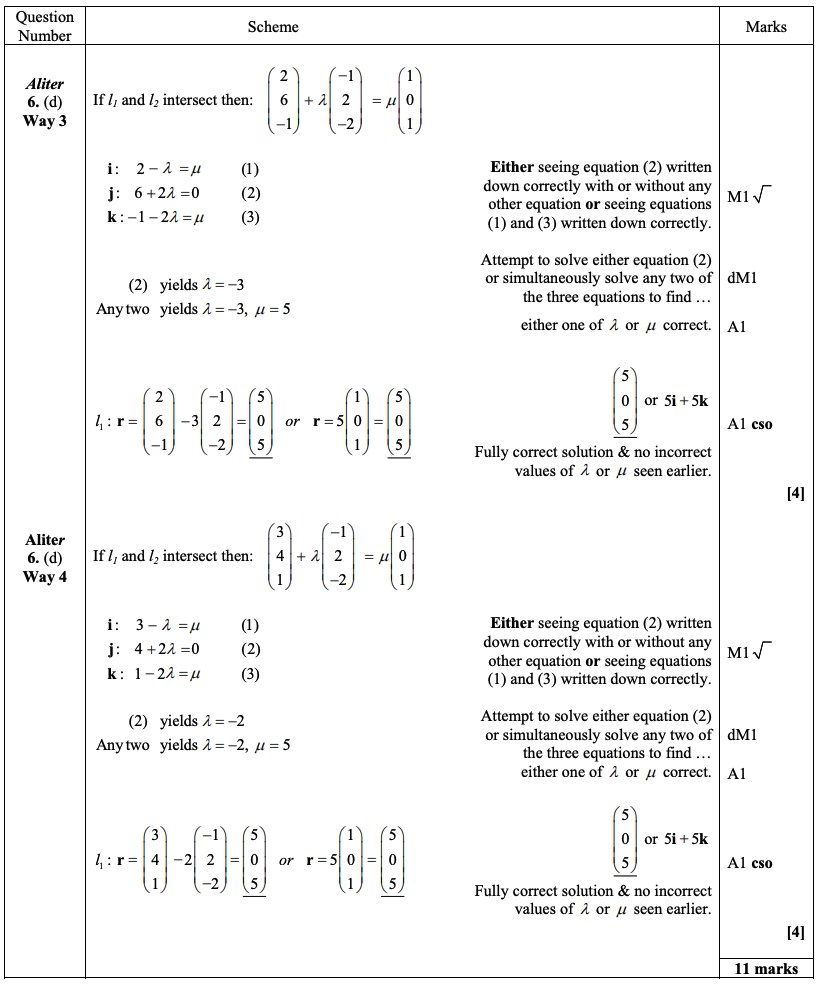 Question Number Scheme Marks
Aliter
6. (d)
Way 3
If l₁ and l₂ intersect then: (2 6 −1) + λ (−1 2 −2) = μ (1 0 1)
i : 2 − λ = μ (1)
j: 6 + 2λ = 0 (2)
k : −1 − 2λ = μ (3)
Either seeing equation (2) written
down correctly with or without any
other equation or seeing equations
(1) and (3) written down correctly.
M1√
(2) yields λ = −3
Any two yields λ = −3, μ = 5
Attempt to solve either equation (2)
or simultaneously solve any two of
the three equations to find …
dM1
either one of λ or μ correct.
A1
l₁ : r = (2 6 −1) −3 (−1 2 −2) = (5 0 5) or r = 5 (1 0 1) = (5 0 5)
(5 0 5) or 5i + 5k
Fully correct solution & no incorrect
values of λ or μ seen earlier.
A1 cso
[4]
Aliter
6. (d)
Way 4
If l₁ and l₂ intersect then: (3 4 1) + λ (−1 2 −2) = μ (1 0 1)
i : 3 − λ = μ (1)
j: 4 + 2λ = 0 (2)
k : 1 − 2λ = μ (3)
Either seeing equation (2) written
down correctly with or without any
other equation or seeing equations
(1) and (3) written down correctly.
M1√
(2) yields λ = −2
Any two yields λ = −2, μ = 5
Attempt to solve either equation (2)
or simultaneously solve any two of
the three equations to find …
dM1
either one of λ or μ correct.
A1
l₁ : r = (3 4 1) −2 (−1 2 −2) = (5 0 5) or r = 5 (1 0 1) = (5 0 5)
(5 0 5) or 5i + 5k
Fully correct solution & no incorrect
values of λ or μ seen earlier.
A1 cso
[4]
11 marks